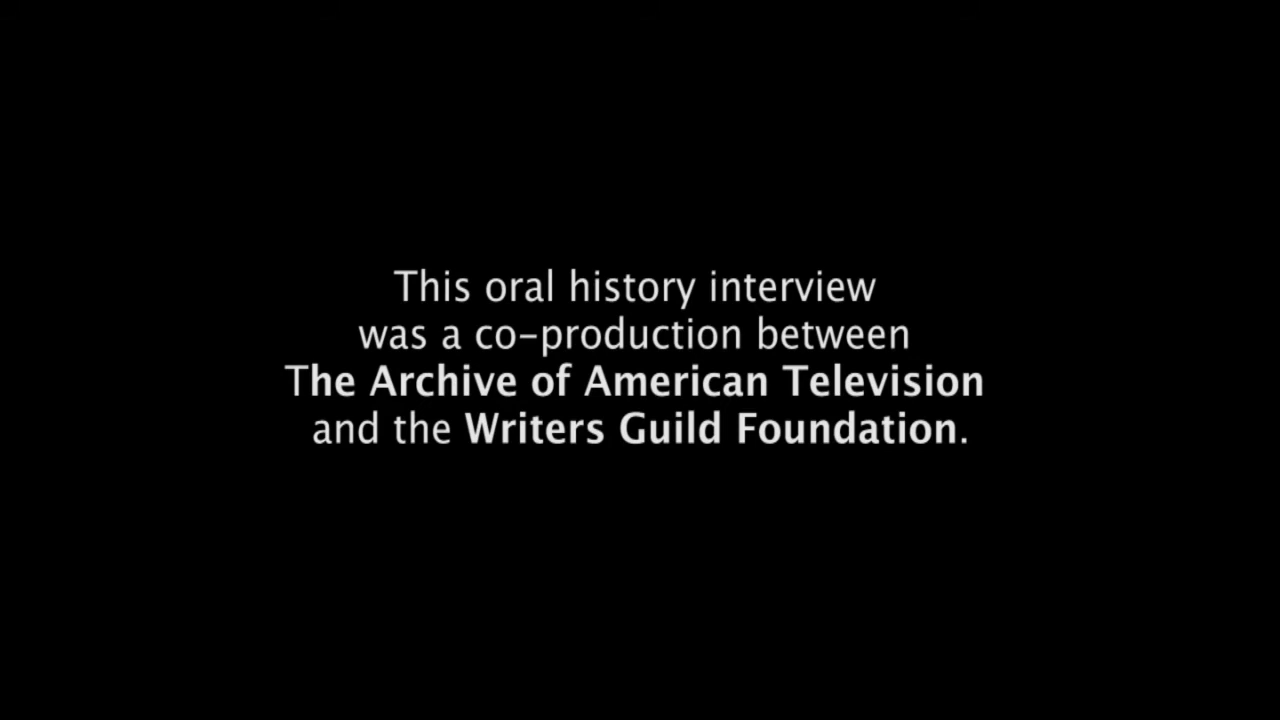 This oral history interview
was a co-production between
The Archive of American Television
and the Writers Guild Foundation.